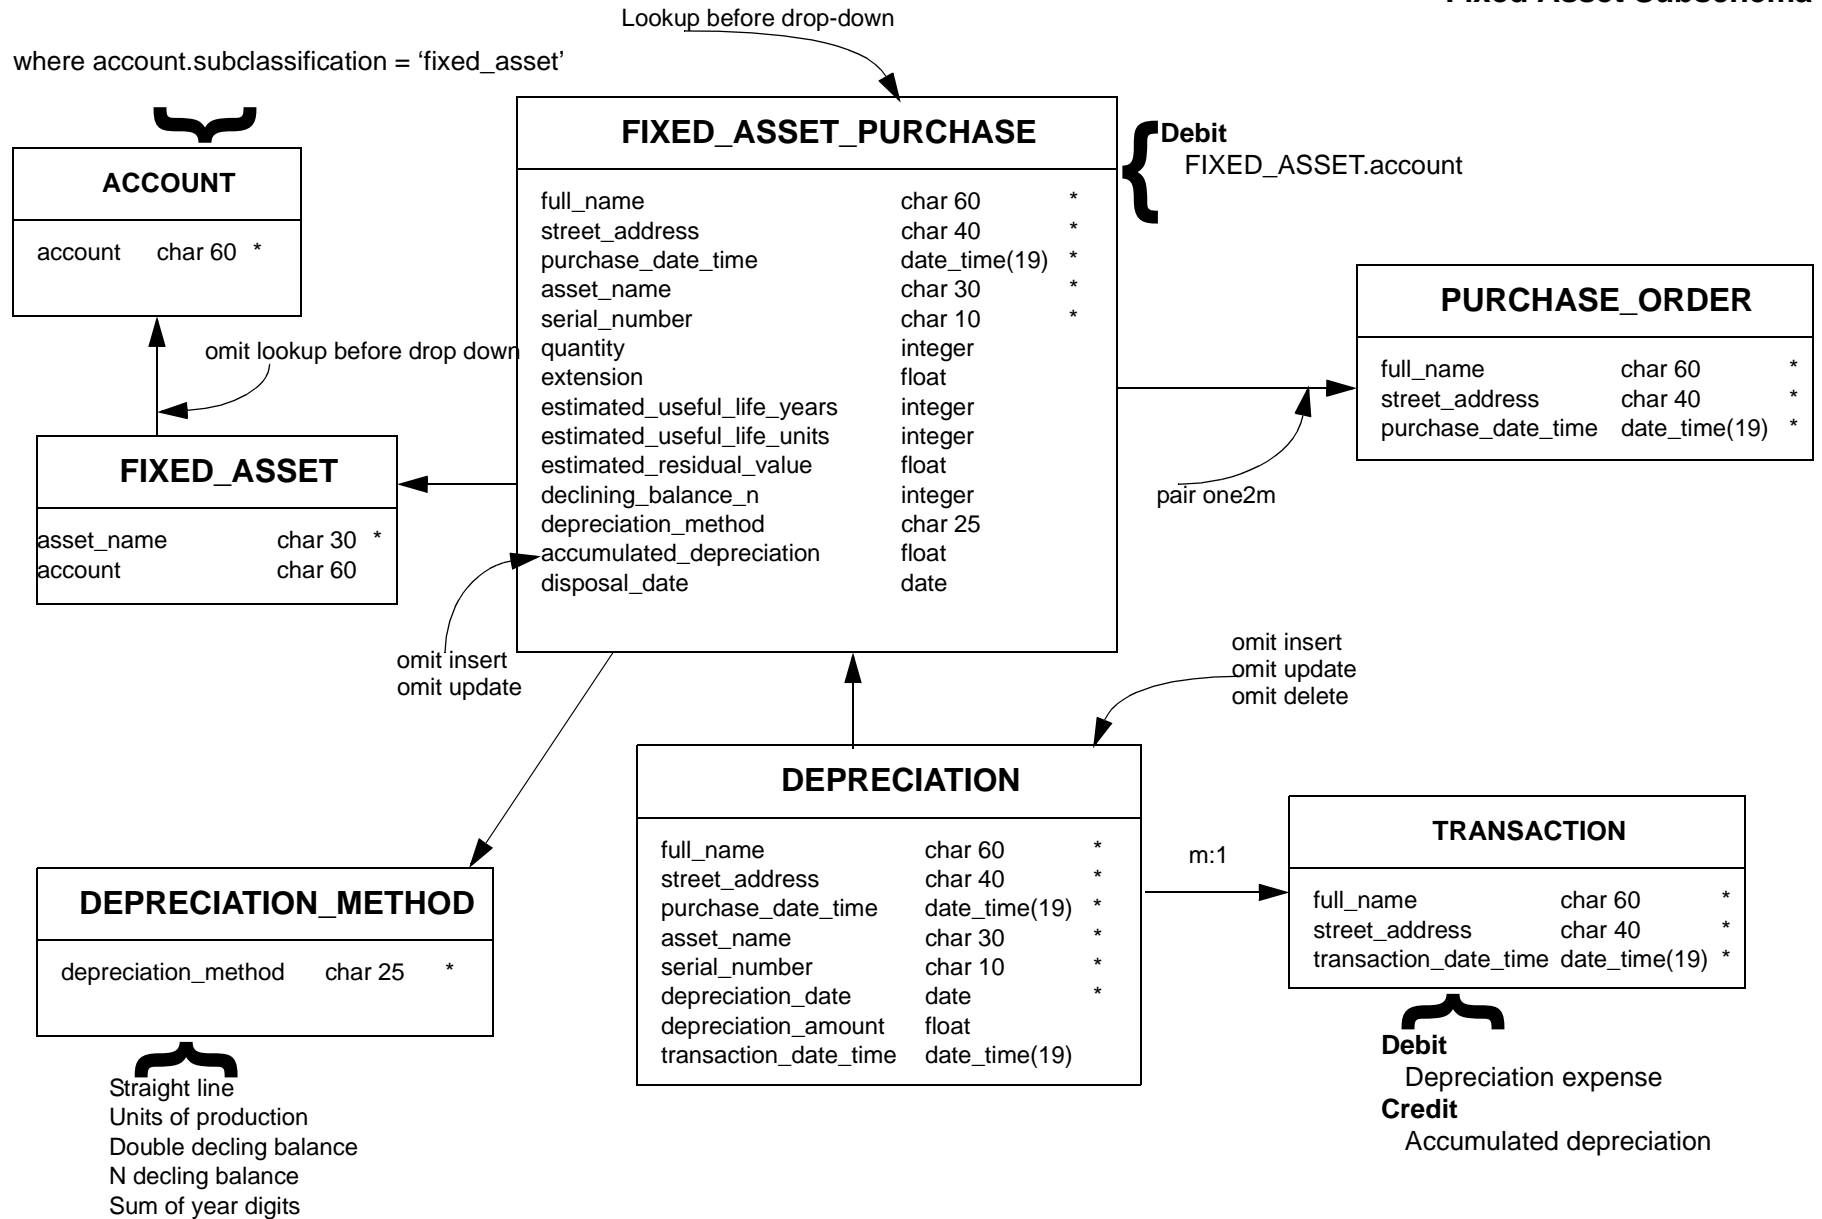 Fixed Asset Subschema
Lookup before drop-down
where account.subclassification = ‘fixed_asset’
ACCOUNT
account char 60 *
omit lookup before drop down
FIXED_ASSET
asset_name char 30 *
account char 60
FIXED_ASSET_PURCHASE
full_name char 60 *
street_address char 40 *
purchase_date_time date_time(19) *
asset_name char 30 *
serial_number char 10 *
quantity integer
extension float
estimated_useful_life_years integer
estimated_useful_life_units integer
estimated_residual_value float
declining_balance_n integer
depreciation_method char 25
accumulated_depreciation float
disposal_date date
Debit
FIXED_ASSET.account
PURCHASE_ORDER
full_name char 60 *
street_address char 40 *
purchase_date_time date_time(19) *
pair one2m
omit insert
omit update
omit insert
omit update
omit delete
DEPRECIATION_METHOD
depreciation_method char 25 *
Straight line
Units of production
Double decling balance
N decling balance
Sum of year digits
DEPRECIATION
full_name char 60 *
street_address char 40 *
purchase_date_time date_time(19) *
asset_name char 30 *
serial_number char 10 *
depreciation_date date *
depreciation_amount float
transaction_date_time date_time(19)
m:1
TRANSACTION
full_name char 60 *
street_address char 40 *
transaction_date_time date_time(19) *
Debit
Depreciation expense
Credit
Accumulated depreciation